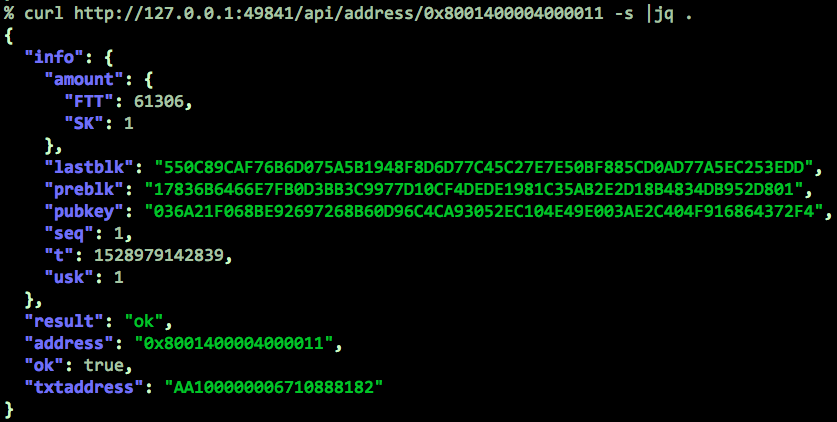 % curl http://127.0.0.1:49841/api/address/0x8001400004000011 -s |jq .
{
  "info": {
    "amount": {
      "FTT": 61306,
      "SK": 1
    },
    "lastblk": "550C89CAF76B6D075A5B1948F8D6D77C45C27E7E50BF885CD0AD77A5EC253EDD",
    "preblk": "17836B6466E7FB0D3BB3C9977D10CF4DEDE1981C35AB2E2D18B4834DB952D801",
    "pubkey": "036A21F068BE92697268B60D96C4CA93052EC104E49E003AE2C404F916864372F4",
    "seq": 1,
    "t": 1528979142839,
    "usk": 1
  },
  "result": "ok",
  "address": "0x8001400004000011",
  "ok": true,
  "txtaddress": "AA100000006710888182"
}